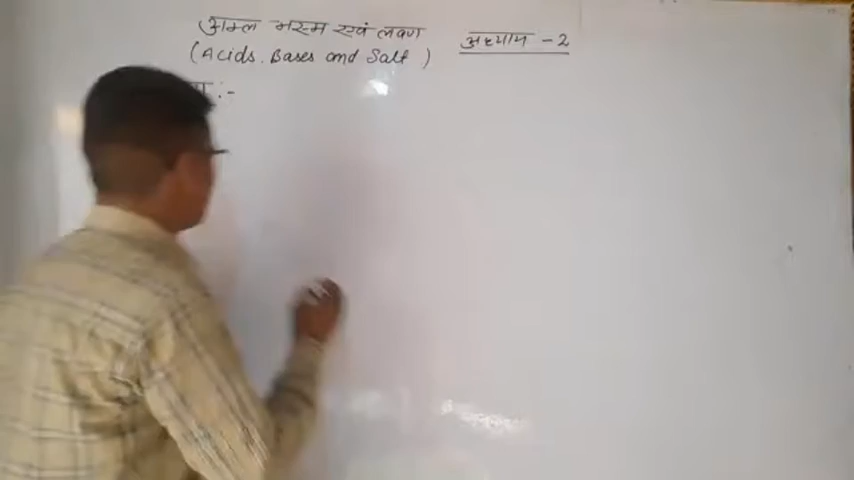 अम्ल भस्म एवं लवण
(Acids. Bases and Salt) अध्याय -2